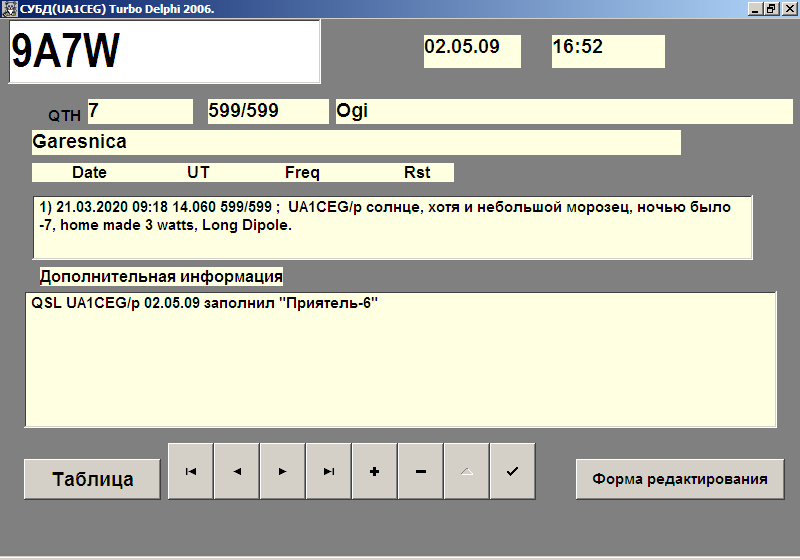 СУБД(UA1CEG) Turbo Delphi 2006.
9A7W
02.05.09 16:52
QTH 7 599/599 Ogi
Garesnica
Date UT Freq Rst
1) 21.03.2020 09:18 14.060 599/599 ; UA1CEG/p солнце, хотя и небольшой морозец, ночью было
-7, home made 3 watts, Long Dipole.
Дополнительная информация
QSL UA1CEG/p 02.05.09 заполнил "Приятель-6"
Таблица Форма редактирования